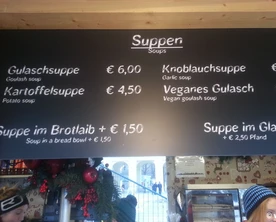 Suppen
Soups
Gulaschsuppe € 6,00
Goulash soup
Kartoffelsuppe € 4,50
Potato soup
Knoblauchsuppe €
Garlic soup
Veganes Gulasch
Vegan goulash soup
Suppe im Brotlaib + € 1,50
Soup in a bread bowl + € 1,50
Suppe im Gla
+ € 2,50 Pfand